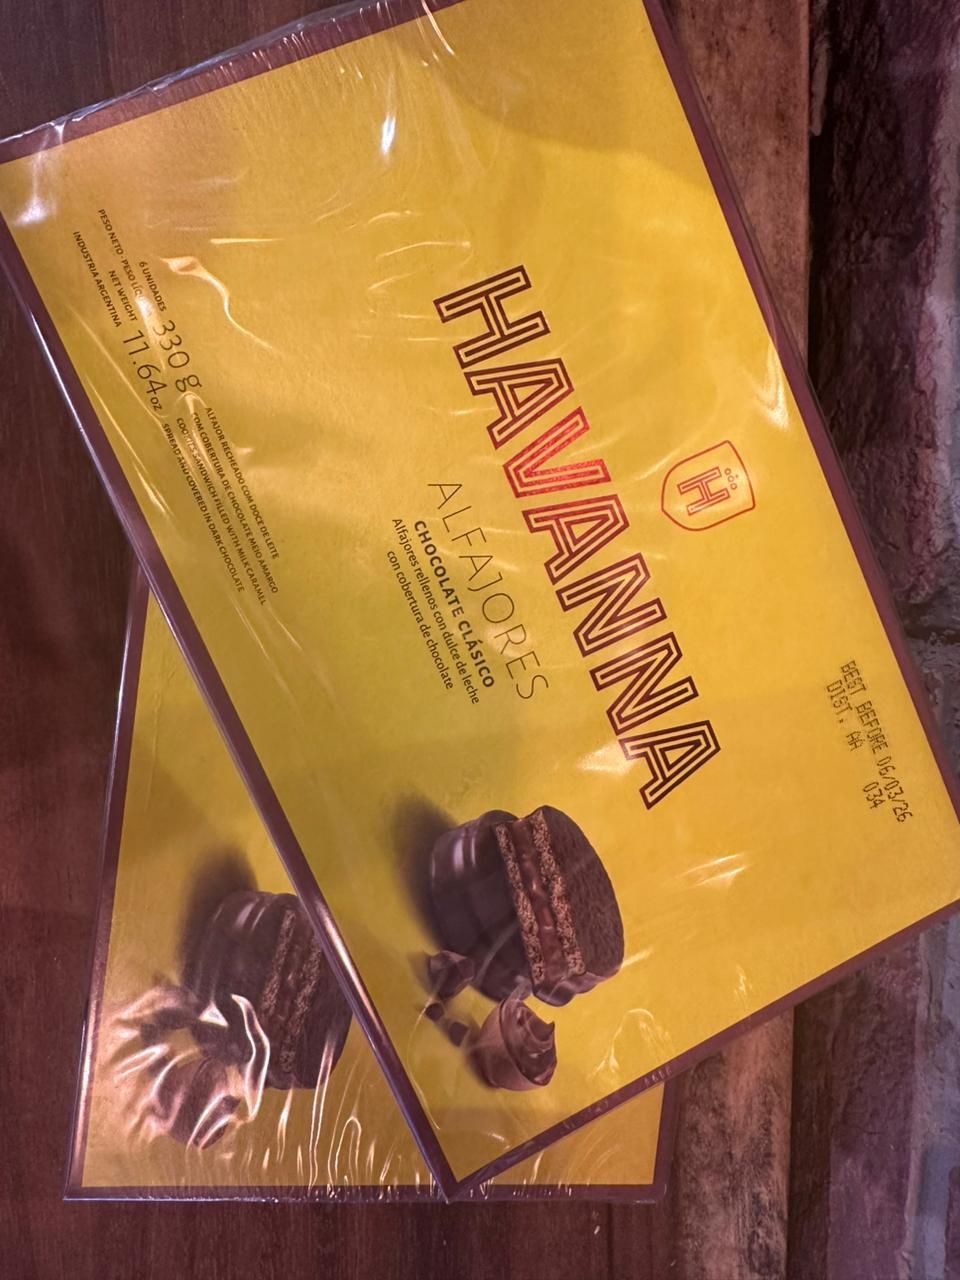 H
HAVANNA
ALFAJORES
CHOCOLATE CLÁSICO
Alfajores rellenos con dulce de leche
con cobertura de chocolate
BEST BEFORE 06/03/26
DIST. AA 034
6 UNIDADES
PESO NETO · PESO 330 g
NET WEIGHT 11.64oz
INDUSTRIA ARGENTINA
ALFAJOR RECHEADO COM DOCE DE LEITE
COM COBERTURA DE CHOCOLATE MEIO AMARGO
COOKIES SANDWICH FILLED WITH MILK CARAMEL
SPREAD AND COVERED IN DARK CHOCOLATE